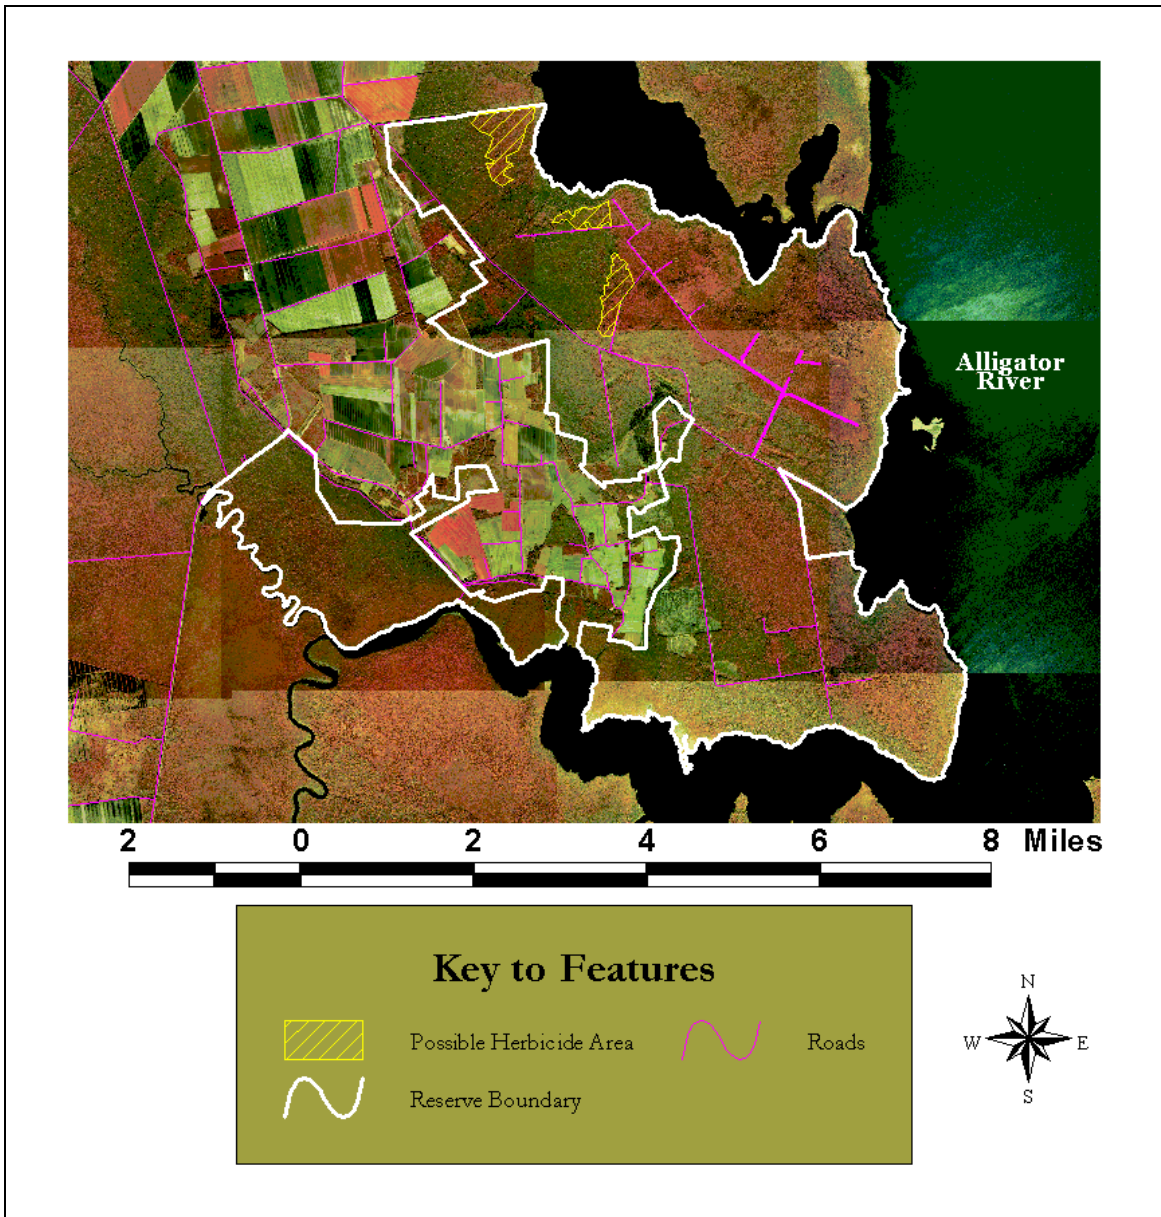 Alligator
River
2 0 2 4 6 8 Miles
Key to Features
Possible Herbicide Area
Roads
Reserve Boundary
N
W E
S